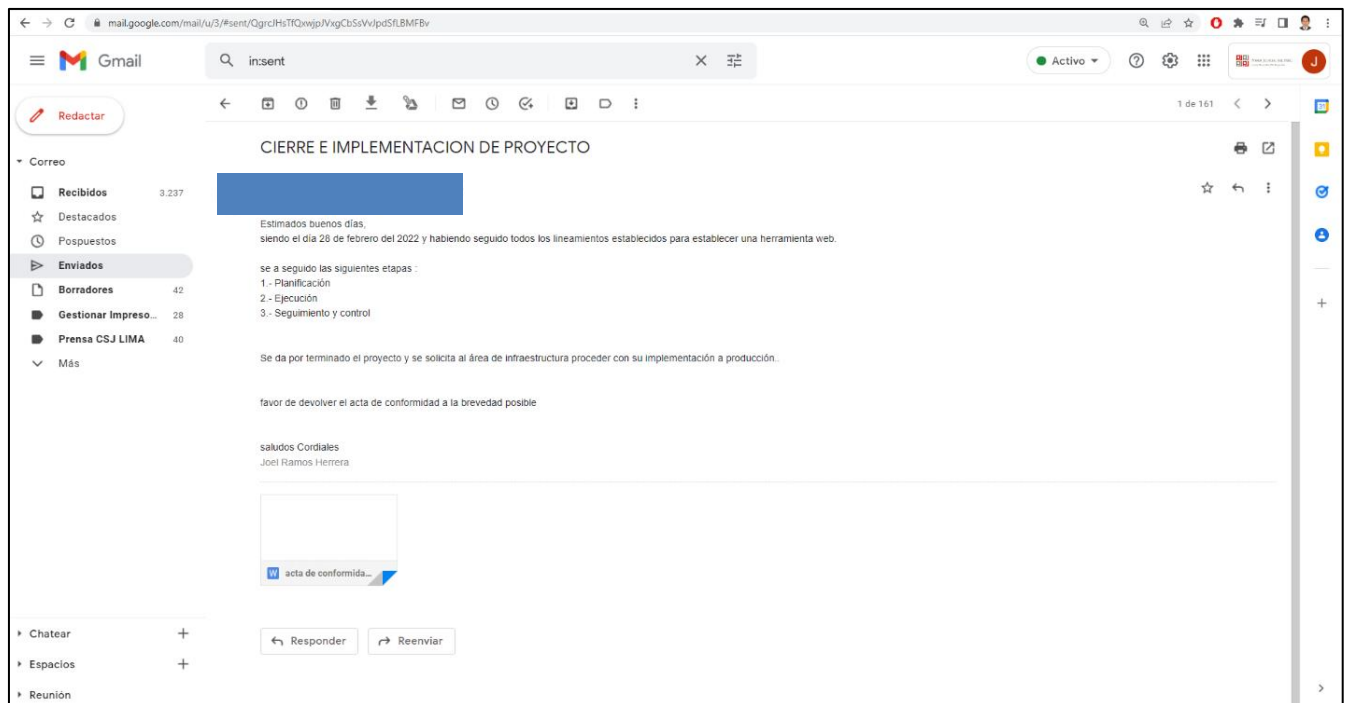 mail.google.com/mail/u/3/#sent/QgrcJHsTfQxwjpJVxgCbSsVvJpdSfLBMFBv
Gmail
in:sent
Activo
J
Redactar
1 de 161
Correo
CIERRE E IMPLEMENTACION DE PROYECTO
Recibidos 3.237
Destacados
Pospuestos
Enviados
Borradores 42
Gestionar Impreso... 28
Prensa CSJ LIMA 40
Más
Estimados buenos días,
siendo el día 28 de febrero del 2022 y habiendo seguido todos los lineamientos establecidos para establecer una herramienta web.
se a seguido las siguientes etapas :
1.- Planificación
2.- Ejecución
3.- Seguimiento y control
Se da por terminado el proyecto y se solicita al área de infraestructura proceder con su implementación a producción..
favor de devolver el acta de conformidad a la brevedad posible
saludos Cordiales
Joel Ramos Herrera
W acta de conformida...
Responder
Reenviar
Chatear
Espacios
Reunión